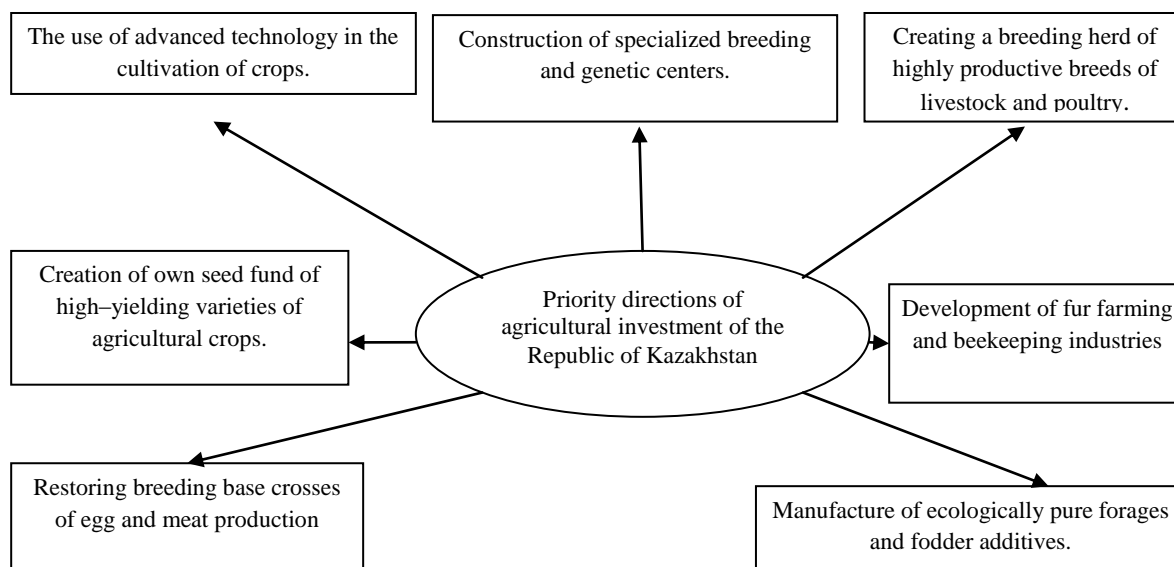 The use of advanced technology in the
cultivation of crops.
Construction of specialized breeding
and genetic centers.
Creating a breeding herd of
highly productive breeds of
livestock and poultry.
Creation of own seed fund of
high–yielding varieties of
agricultural crops.
Priority directions of
agricultural investment of the
Republic of Kazakhstan
Development of fur farming
and beekeeping industries
Restoring breeding base crosses
of egg and meat production
Manufacture of ecologically pure forages
and fodder additives.